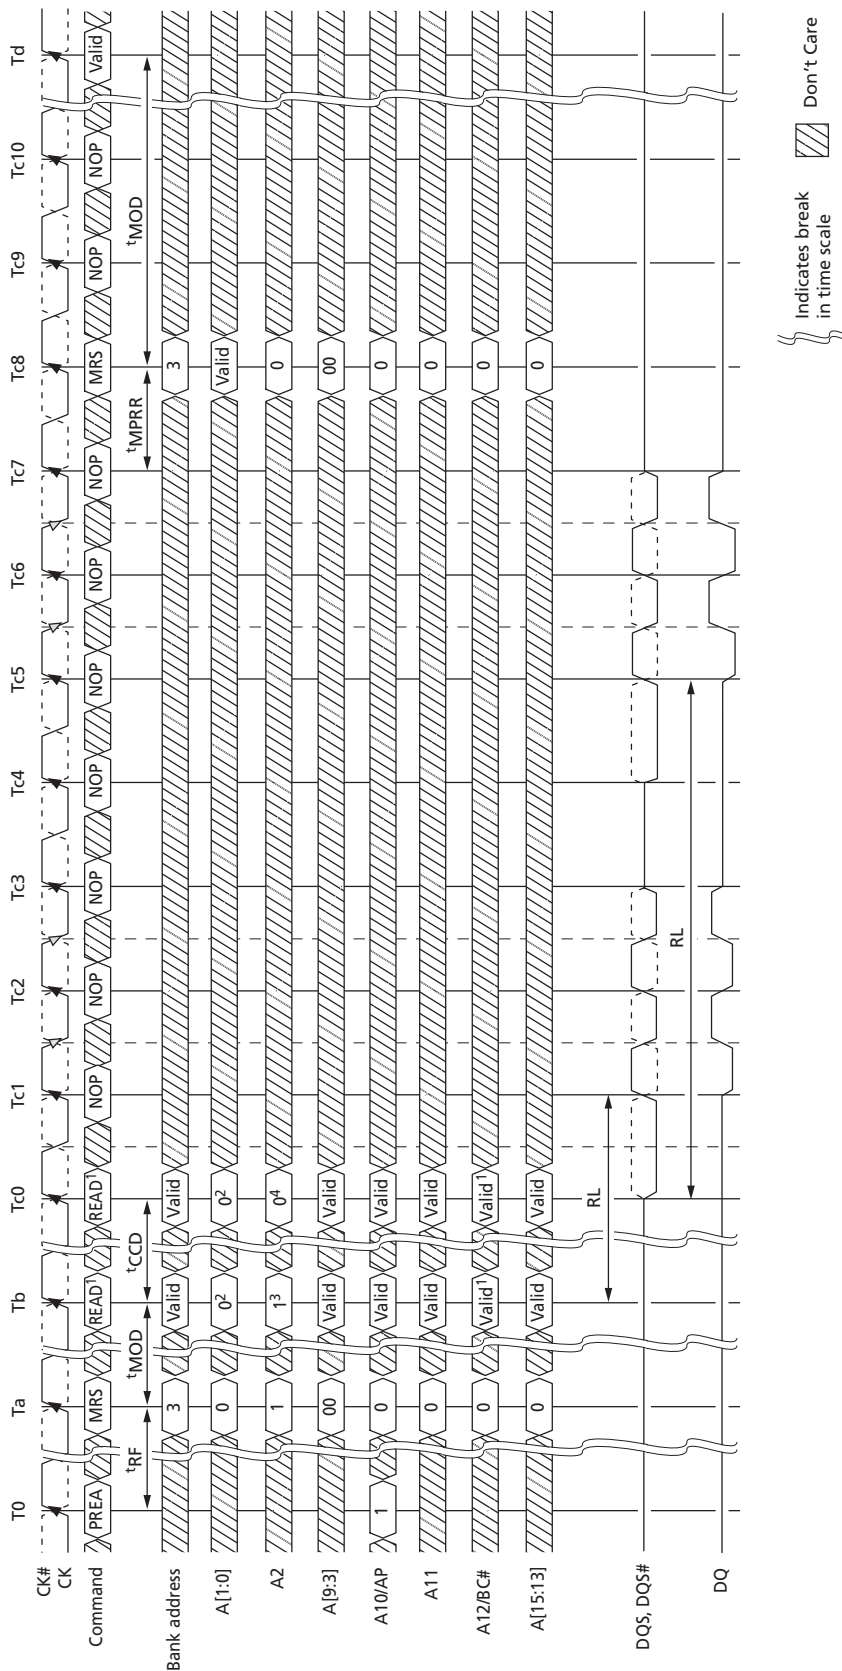 T0 Ta Tb Tc0 Tc1 Tc2 Tc3 Tc4 Tc5 Tc6 Tc7 Tc8 Tc9 Tc10 Td
CK#
CK
Command PREA MRS READ1 READ1 NOP NOP NOP NOP NOP NOP NOP MRS NOP NOP Valid
tRF tMOD tCCD tMPRR tMOD
Bank address 3 Valid Valid 3
A[1:0] 0 0² 0² Valid
A2 1 1³ 0⁴ 0
A[9:3] 00 Valid Valid 00
A10/AP 1 0 Valid Valid 0
A11 0 Valid Valid 0
A12/BC# 0 Valid¹ Valid¹ 0
A[15:13] 0 Valid Valid 0
RL
DQS, DQS#
RL
DQ
Indicates break
in time scale
Don't Care